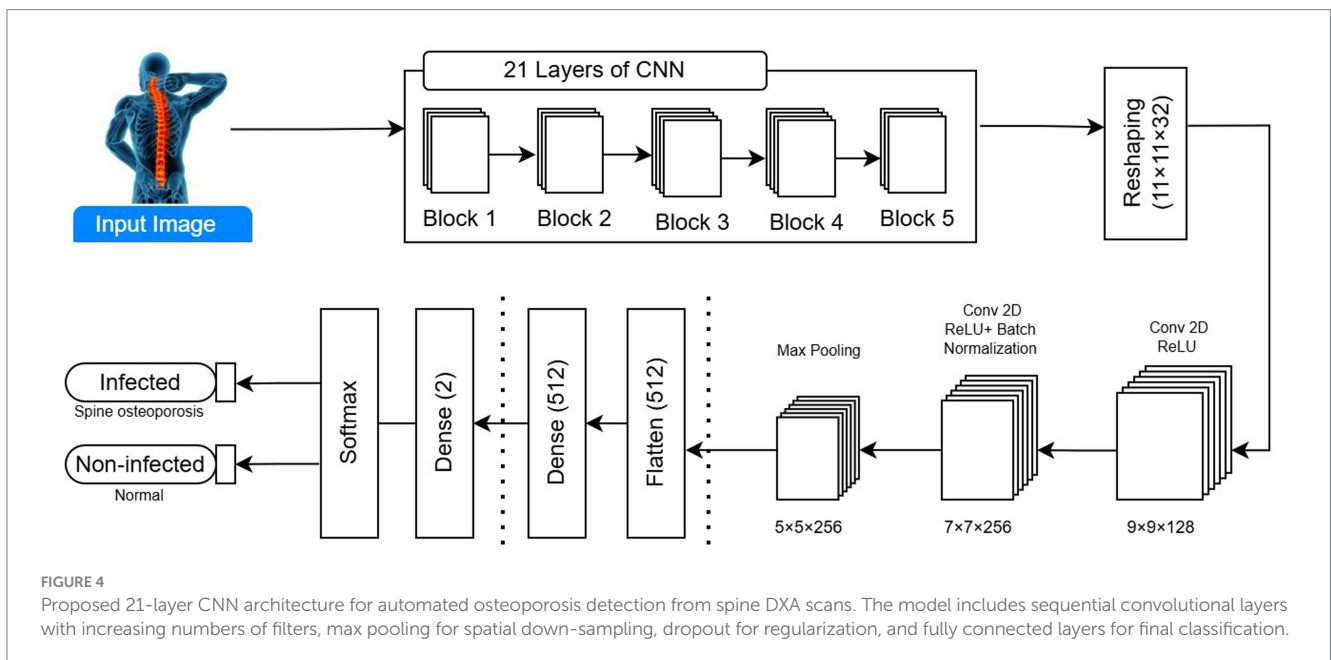 21 Layers of CNN
Input Image
Block 1
Block 2
Block 3
Block 4
Block 5
Reshaping
(11×11×32)
Conv 2D
ReLU
9×9×128
Conv 2D
ReLU+ Batch
Normalization
7×7×256
Max Pooling
5×5×256
Flatten (512)
Dense (512)
Dense (2)
Softmax
Infected
Spine osteoporosis
Non-infected
Normal
FIGURE 4
Proposed 21-layer CNN architecture for automated osteoporosis detection from spine DXA scans. The model includes sequential convolutional layers
with increasing numbers of filters, max pooling for spatial down-sampling, dropout for regularization, and fully connected layers for final classification.